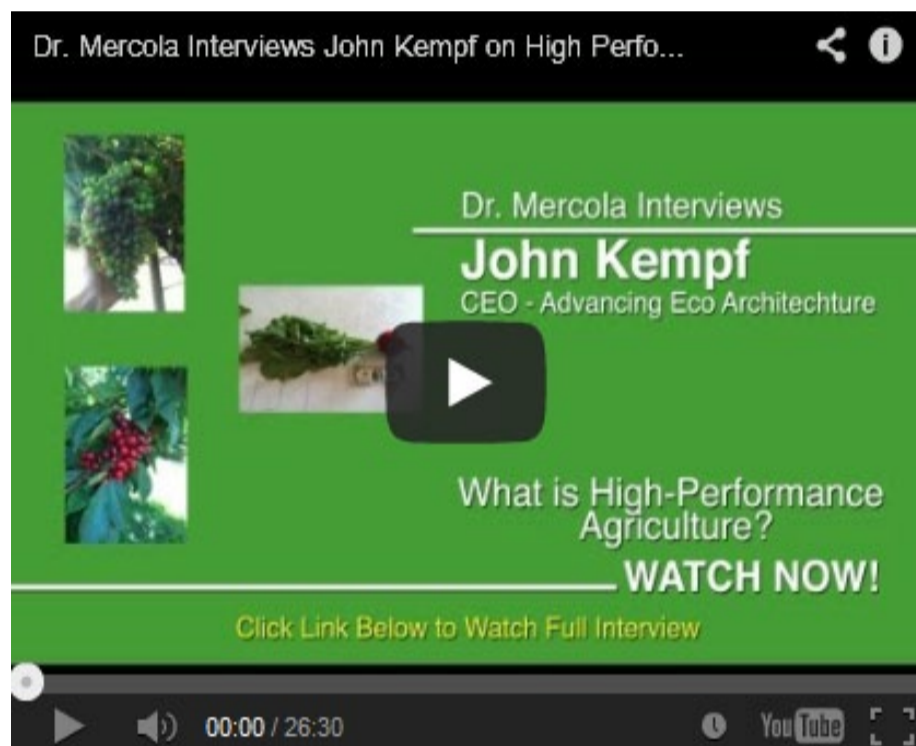 Dr. Mercola Interviews John Kempf on High Perfo...
Dr. Mercola Interviews
John Kempf
CEO - Advancing Eco Architechture
What is High-Performance
Agriculture?
WATCH NOW!
Click Link Below to Watch Full Interview
00:00 / 26:30
YouTube